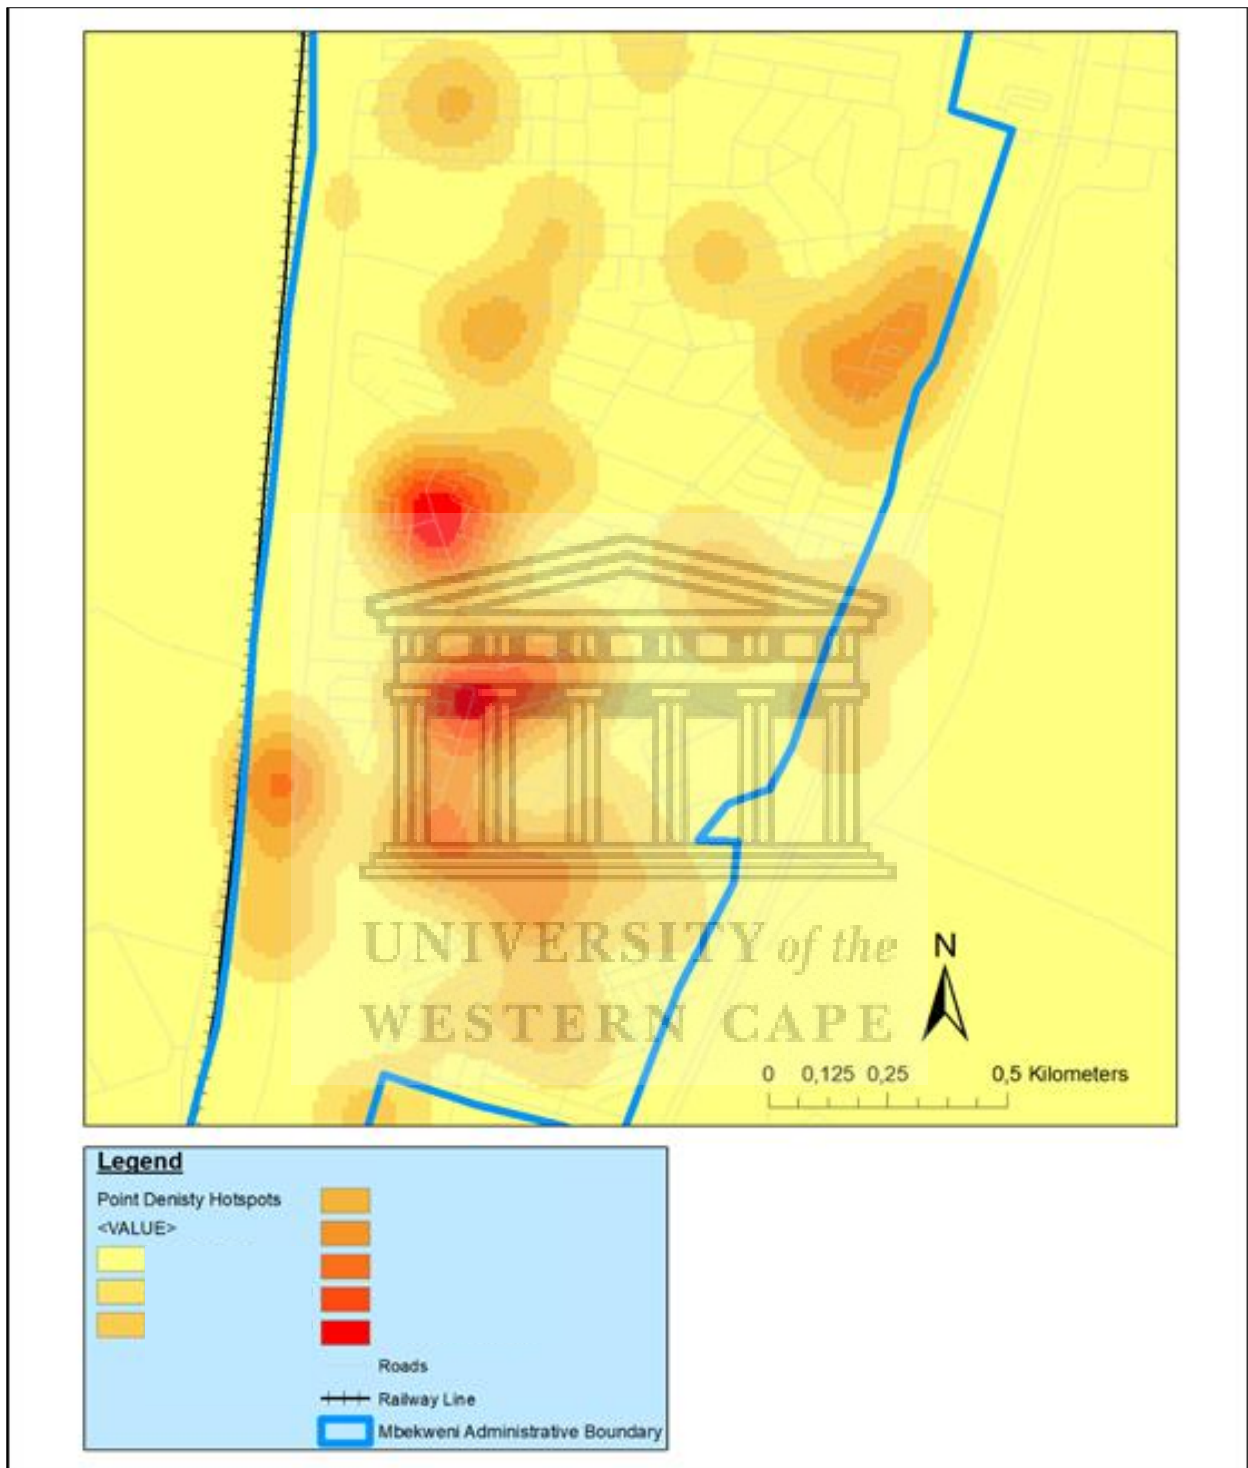 UNIVERSITY of the
WESTERN CAPE
N
0 0,125 0,25 0,5 Kilometers
Legend
Point Denisty Hotspots
<VALUE>
Roads
Railway Line
Mbekweni Administrative Boundary